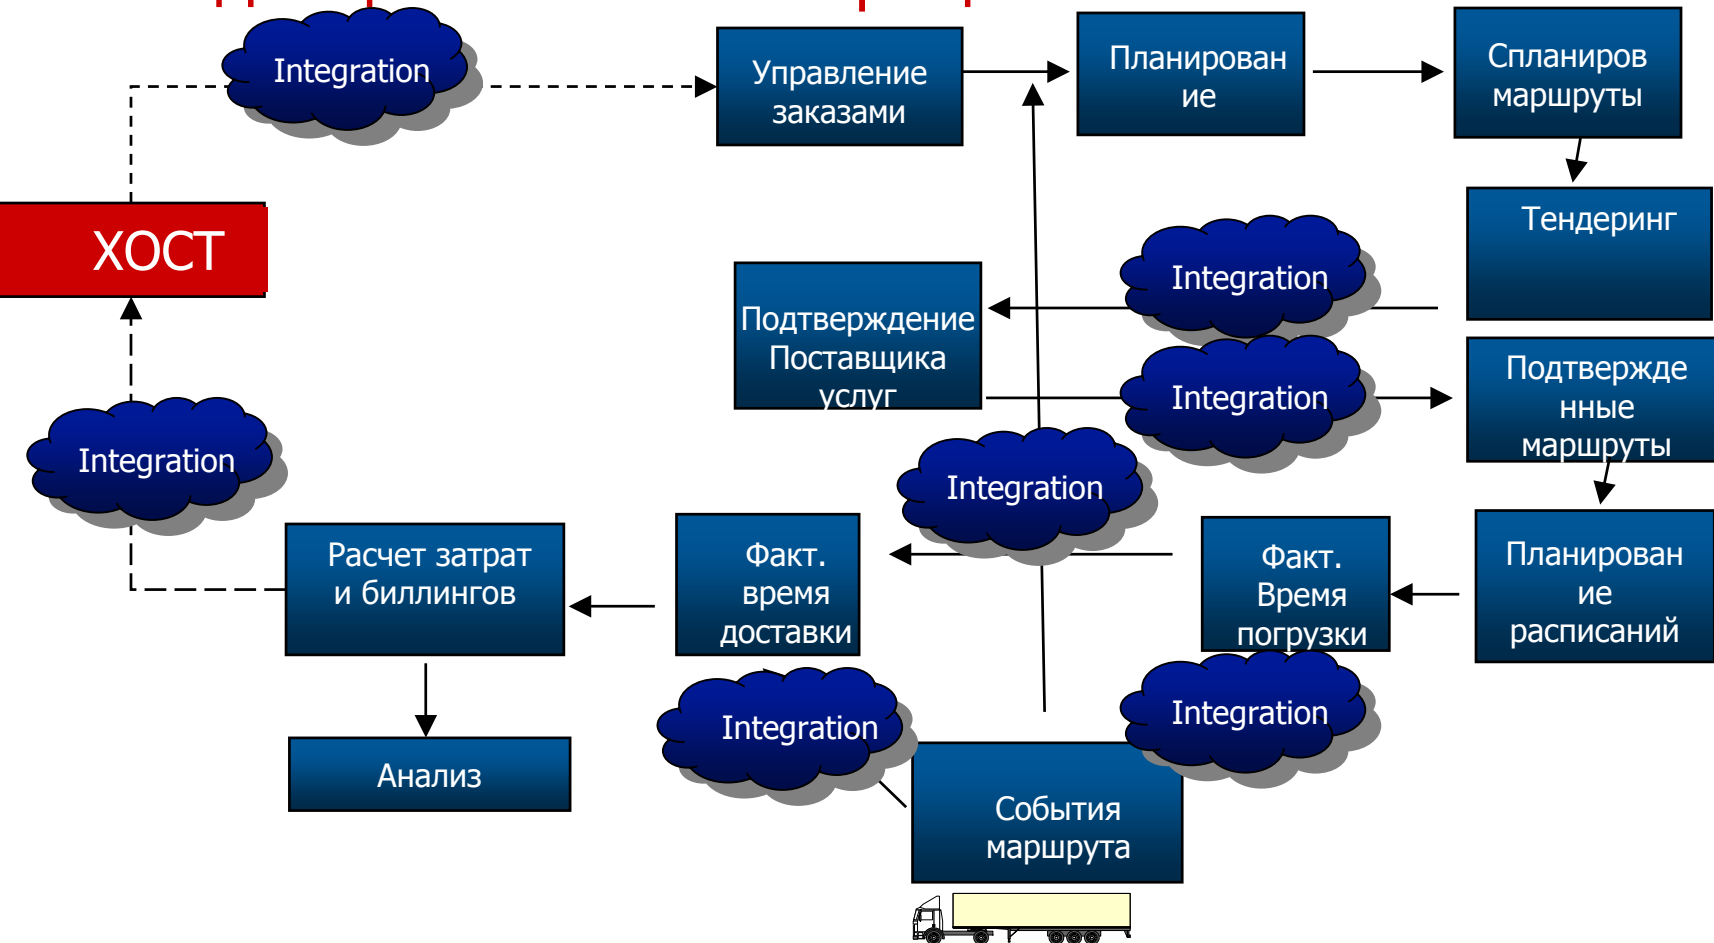 Integration
Управление
заказами
Планирован
ие
Спланиров
маршруты
ХОСТ
Тендеринг
Integration
Подтверждение
Поставщика
услуг
Integration
Подтвержде
нные
маршруты
Integration
Integration
Расчет затрат
и биллингов
Факт.
время
доставки
Факт.
Время
погрузки
Планирован
ие
расписаний
Integration
Integration
Анализ
События
маршрута